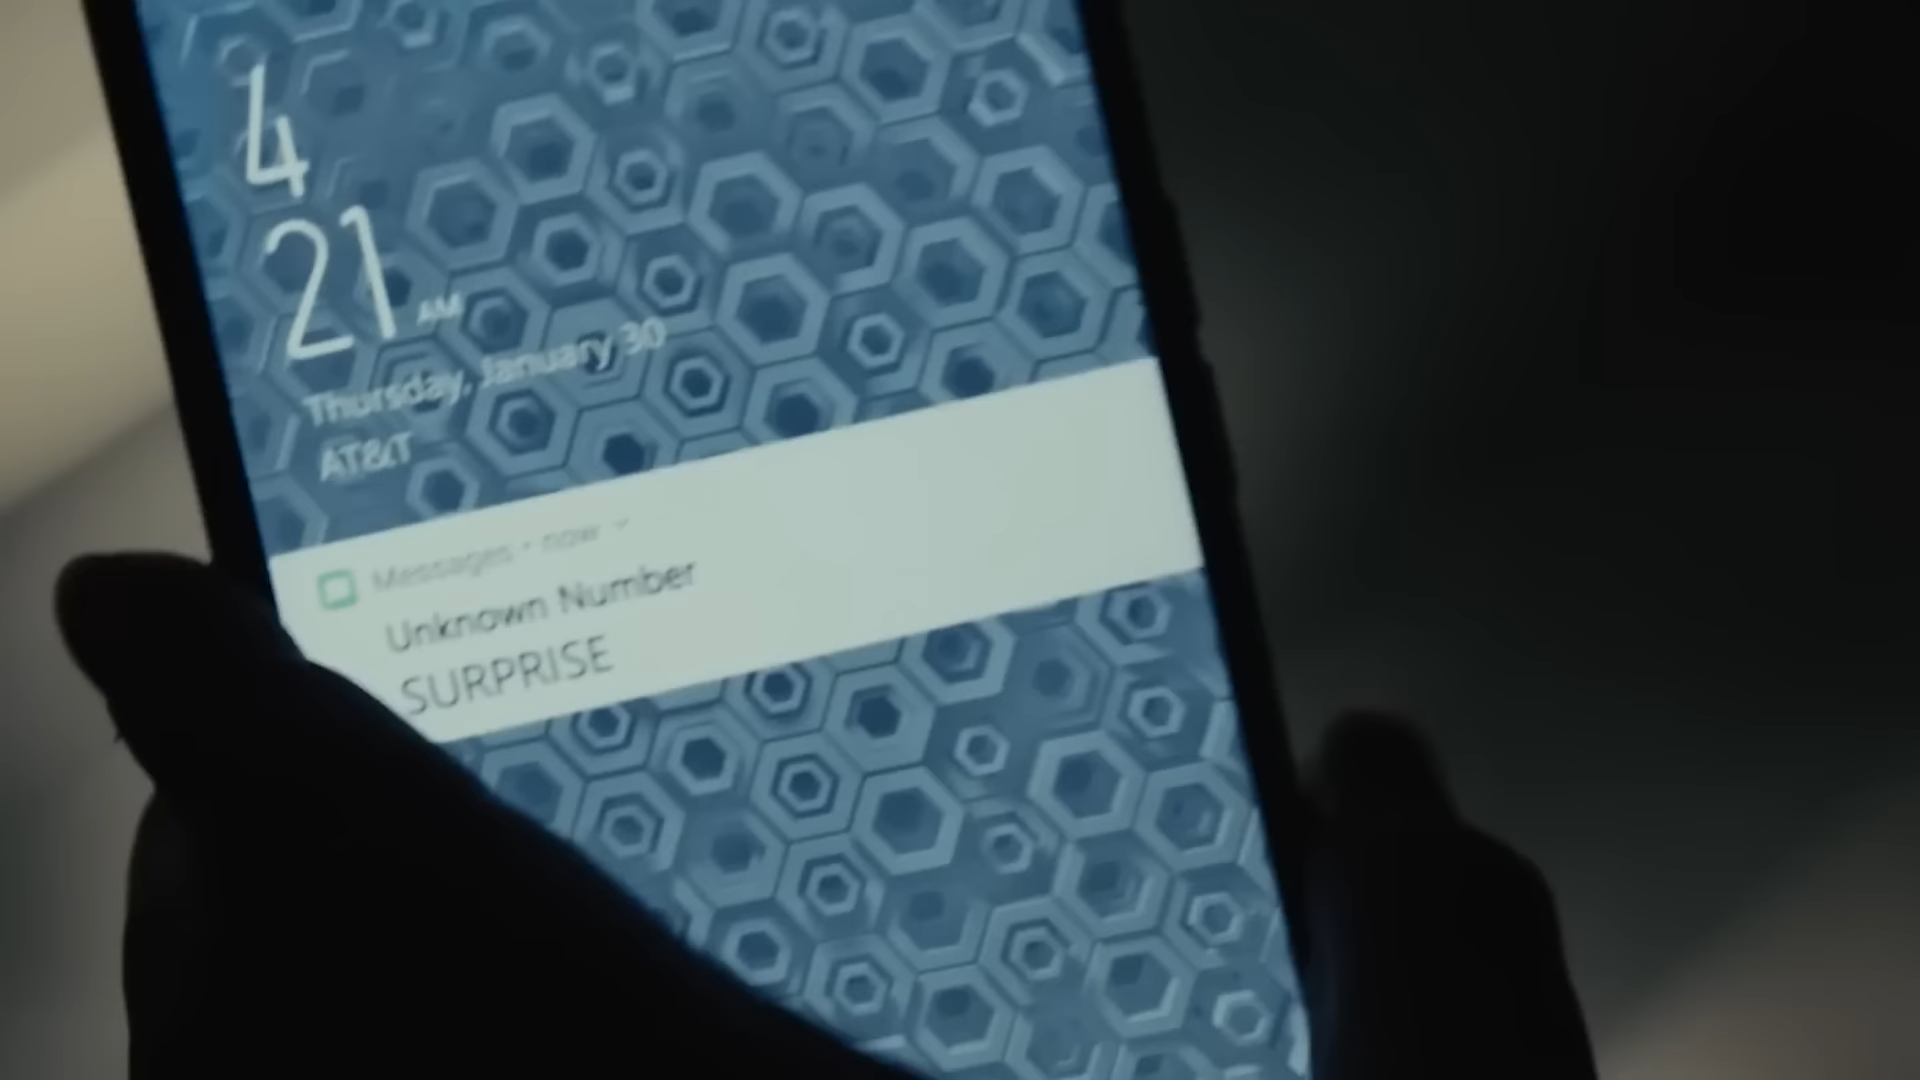 4
21 AM
Thursday, January 30
AT&T
Messages • now
Unknown Number
SURPRISE